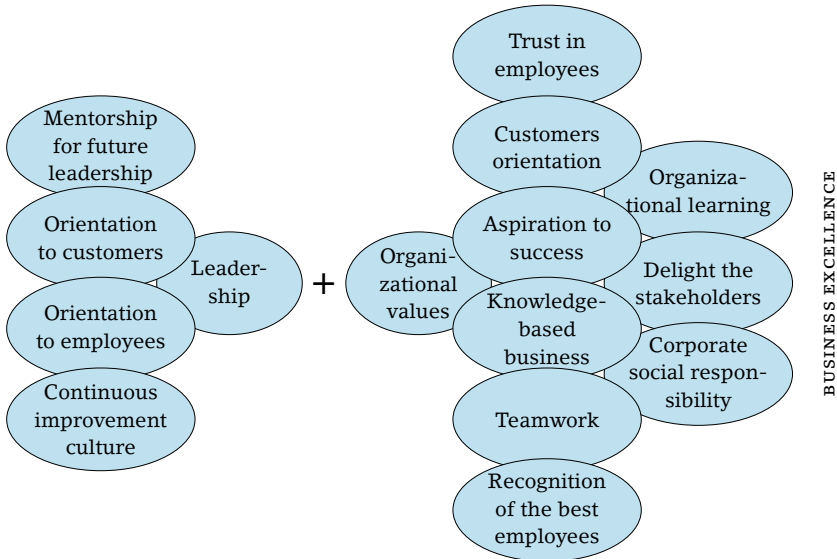 Mentorship
for future
leadership
Orientation
to customers
Orientation
to employees
Continuous
improvement
culture
Leader-
ship
+
Organi-
zational
values
Trust in
employees
Customers
orientation
Aspiration to
success
Knowledge-
based
business
Teamwork
Recognition
of the best
employees
Organiza-
tional learning
Delight the
stakeholders
Corporate
social respon-
sibility
BUSINESS EXCELLENCE